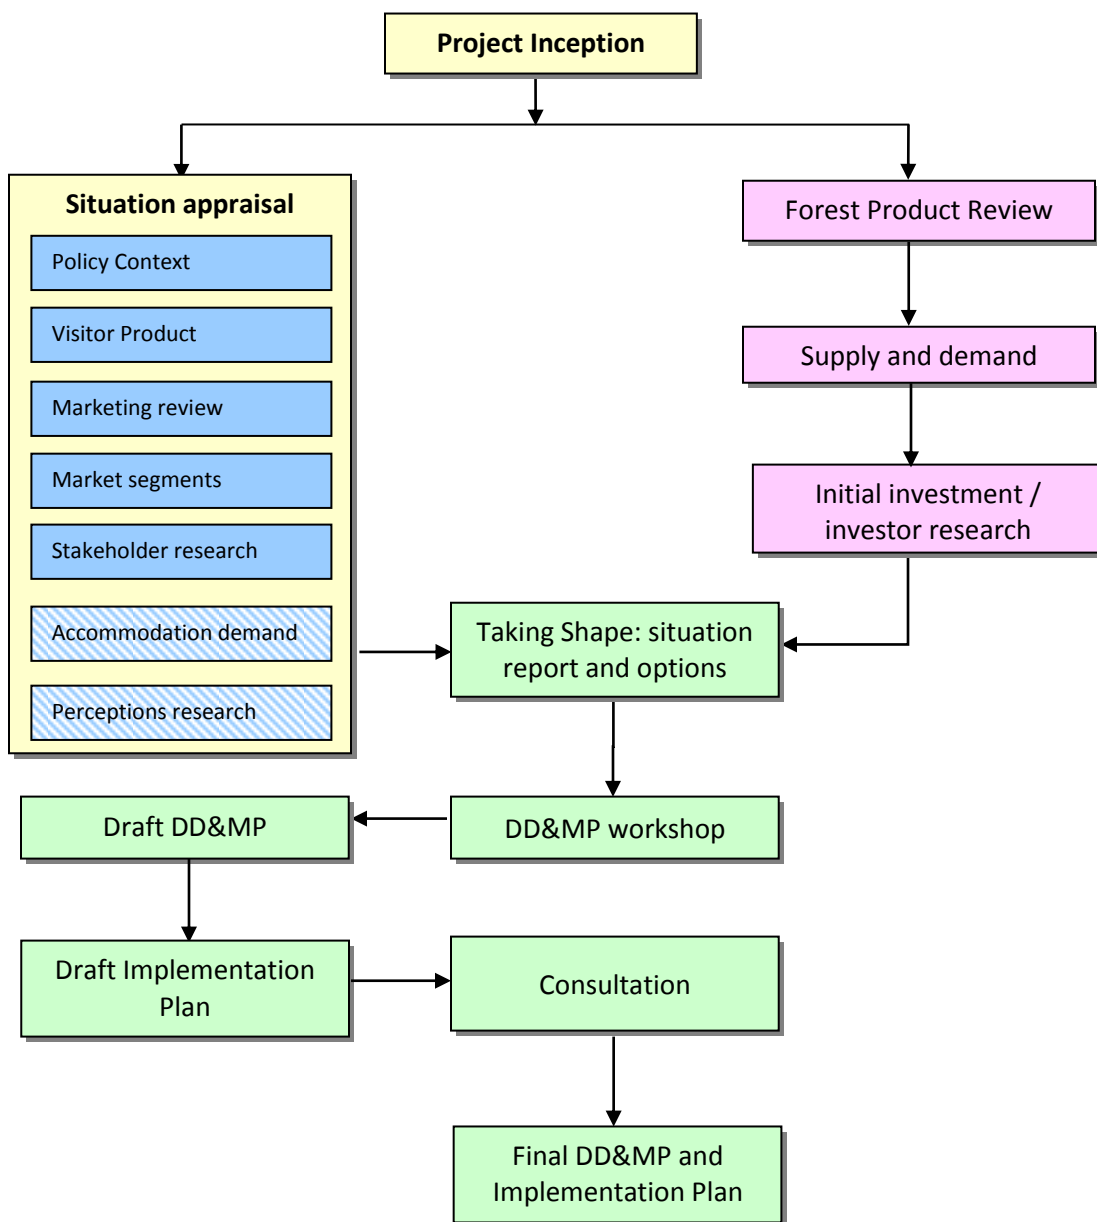 Project Inception
Situation appraisal
Policy Context
Visitor Product
Marketing review
Market segments
Stakeholder research
Accommodation demand
Perceptions research
Forest Product Review
Supply and demand
Initial investment /
investor research
Taking Shape: situation
report and options
DD&MP workshop
Draft DD&MP
Draft Implementation
Plan
Consultation
Final DD&MP and
Implementation Plan